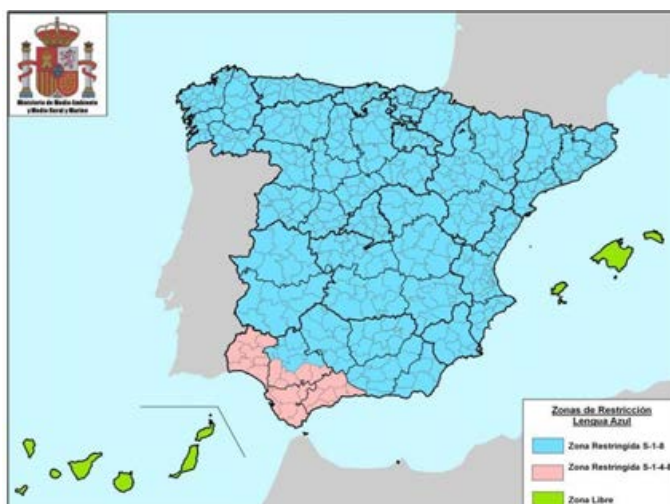 Ministerio de Medio Ambiente
y Medio Rural y Marino
Zonas de Restricción
Lengua Azul
Zona Restringida S-1-8
Zona Restringida S-1-4-8
Zona Libre